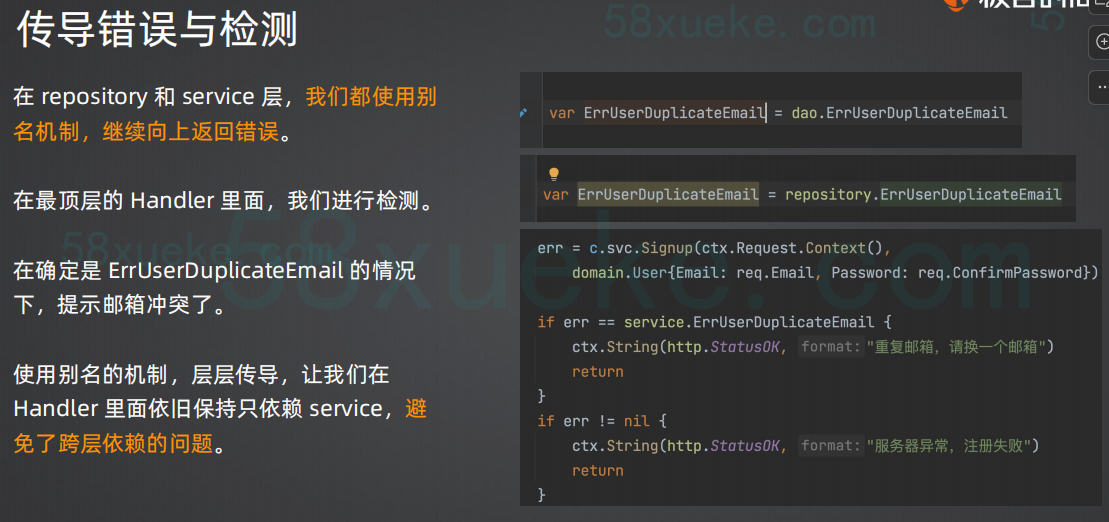 传导错误与检测
58xueke.com
58
在 repository 和 service 层，我们都使用别
名机制，继续向上返回错误。
在最顶层的 Handler 里面，我们进行检测。
在确定是 ErrUserDuplicateEmail 的情况
下，提示邮箱冲突了。
使用别名的机制，层层传导，让我们在
Handler 里面依旧保持只依赖 service，避
免了跨层依赖的问题。
var ErrUserDuplicateEmail = dao.ErrUserDuplicateEmail
var ErrUserDuplicateEmail = repository.ErrUserDuplicateEmail
err = c.svc.Signup(ctx.Request.Context(),
domain.User{Email: req.Email, Password: req.ConfirmPassword})
if err == service.ErrUserDuplicateEmail {
ctx.String(http.StatusOK, format: "重复邮箱，请换一个邮箱")
return
}
if err != nil {
ctx.String(http.StatusOK, format: "服务器异常，注册失败")
return
}
58xueke.com
58xueke.com